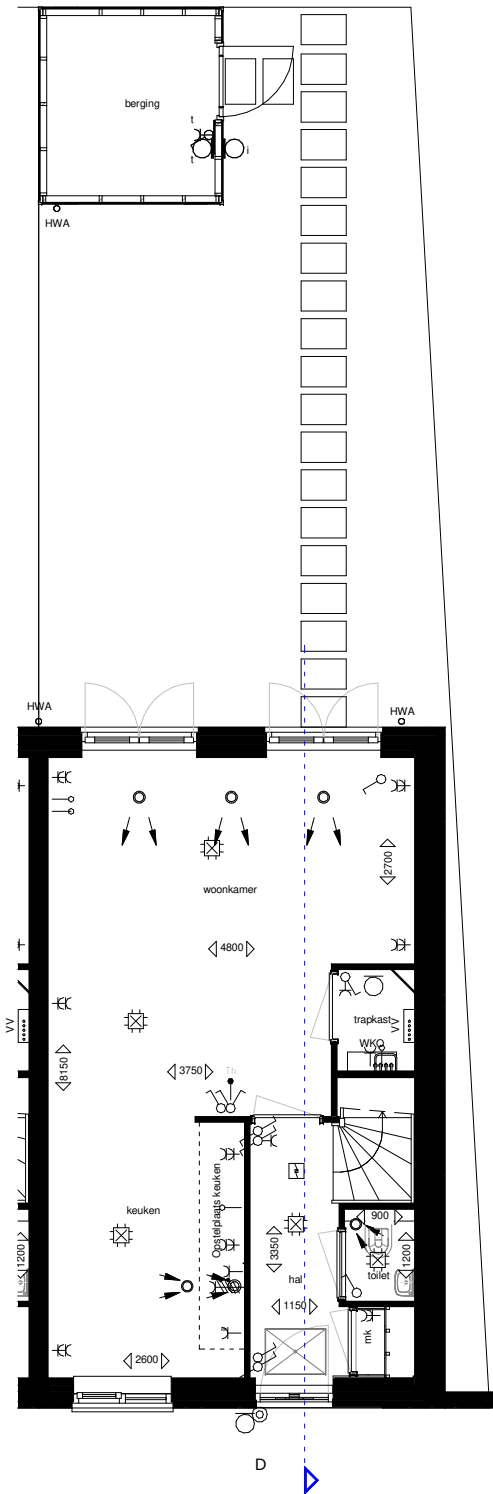 berging
t
t
i
HWA
HWA
HWA
2700
woonkamer
4800
trapkast
VV
VV
WKO
8150
3750
Th
Opstelplaats keuken
keuken
900
3350
1200
1200
toilet
hal
1150
mk
2600
D